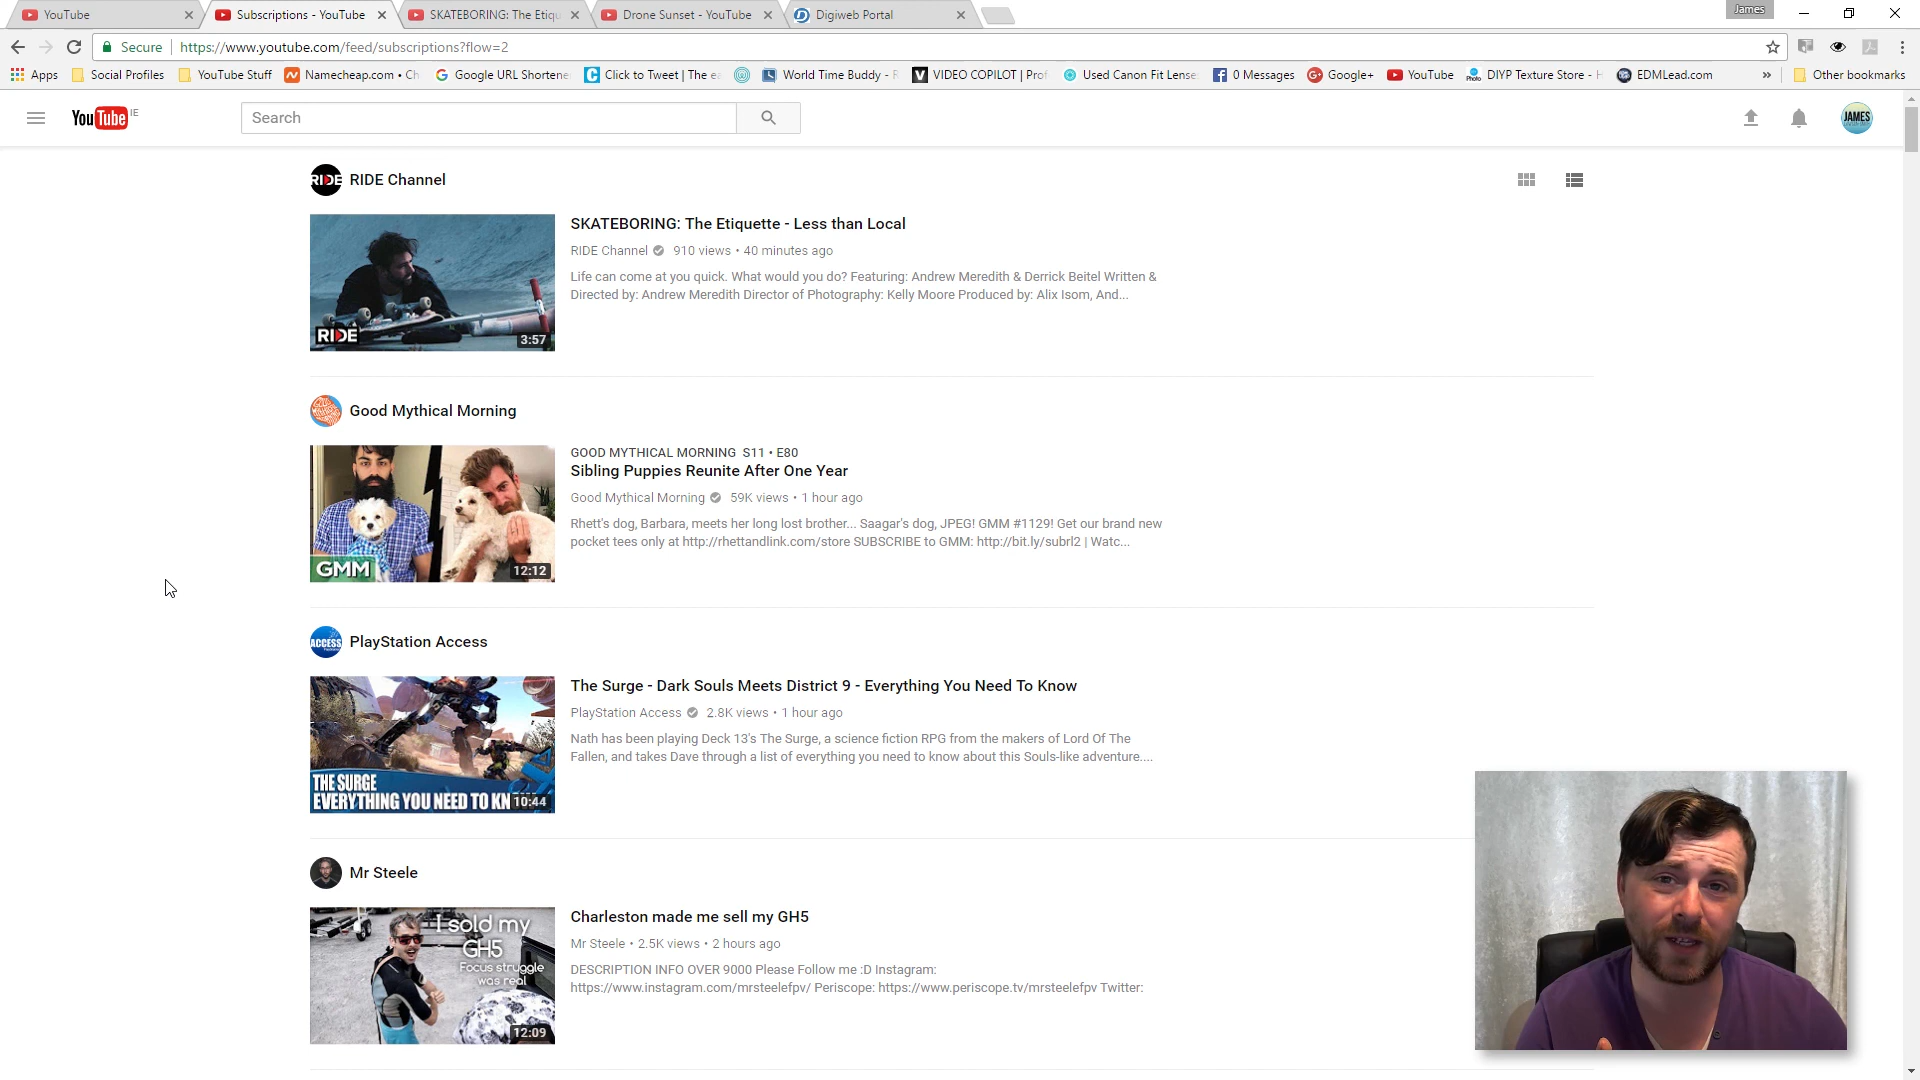 YouTube
Subscriptions - YouTube
SKATEBORING: The Etiqu
Drone Sunset - YouTube
Digiweb Portal
James
Secure
https://www.youtube.com/feed/subscriptions?flow=2
Apps
Social Profiles
YouTube Stuff
Namecheap.com • Ch
Google URL Shortene
Click to Tweet | The ea
World Time Buddy - R
VIDEO COPILOT | Prof
Used Canon Fit Lense
0 Messages
Google+
YouTube
DIYP Texture Store - H
EDMLead.com
»
Other bookmarks
YouTube IE
Search
JAMES
RIDE
RIDE Channel
RIDE
3:57
SKATEBORING: The Etiquette - Less than Local
RIDE Channel 910 views • 40 minutes ago
Life can come at you quick. What would you do? Featuring: Andrew Meredith & Derrick Beitel Written &
Directed by: Andrew Meredith Director of Photography: Kelly Moore Produced by: Alix Isom, And...
Good Mythical Morning
GMM
12:12
GOOD MYTHICAL MORNING S11 • E80
Sibling Puppies Reunite After One Year
Good Mythical Morning 59K views • 1 hour ago
Rhett's dog, Barbara, meets her long lost brother... Saagar's dog, JPEG! GMM #1129! Get our brand new
pocket tees only at http://rhettandlink.com/store SUBSCRIBE to GMM: http://bit.ly/subrl2 | Watc...
ACCESS
PlayStation Access
THE SURGE
EVERYTHING YOU NEED TO KN
10:44
The Surge - Dark Souls Meets District 9 - Everything You Need To Know
PlayStation Access 2.8K views • 1 hour ago
Nath has been playing Deck 13's The Surge, a science fiction RPG from the makers of Lord Of The
Fallen, and takes Dave through a list of everything you need to know about this Souls-like adventure....
Mr Steele
I sold my
GH5
Focus struggle
was real
12:09
Charleston made me sell my GH5
Mr Steele • 2.5K views • 2 hours ago
DESCRIPTION INFO OVER 9000 Please Follow me :D Instagram:
https://www.instagram.com/mrsteelefpv/ Periscope: https://www.periscope.tv/mrsteelefpv Twitter: